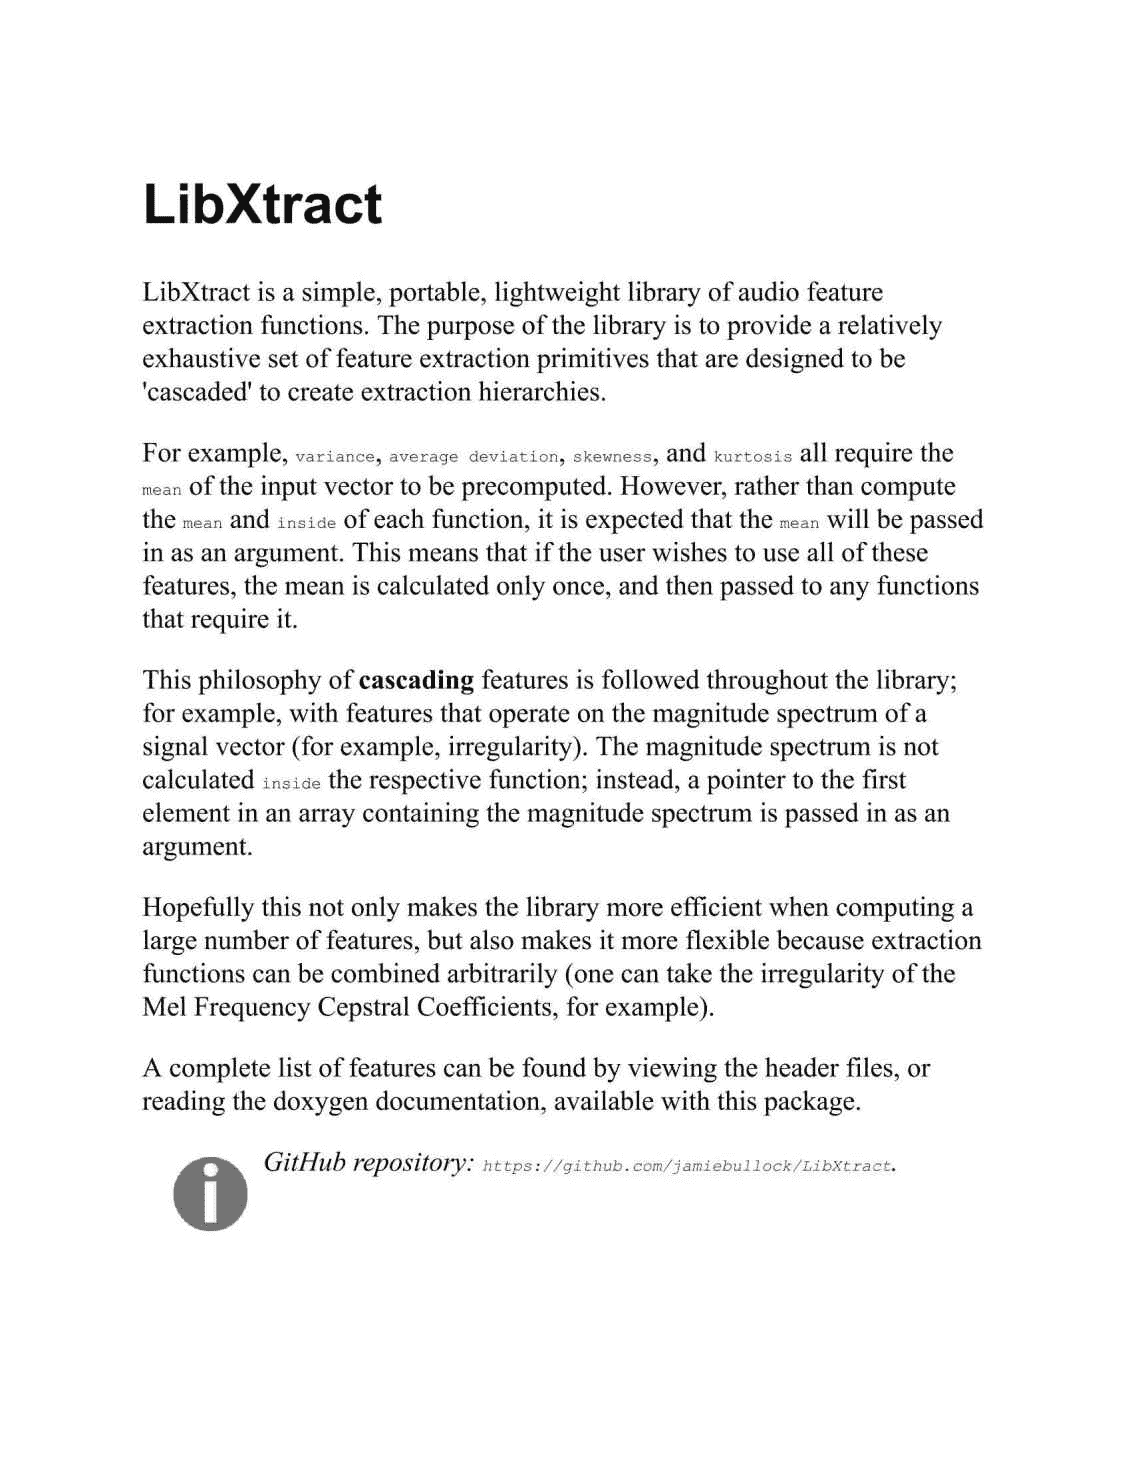 LibXtract
LibXtract is a simple, portable, lightweight library of audio feature
extraction functions. The purpose of the library is to provide a relatively
exhaustive set of feature extraction primitives that are designed to be
'cascaded' to create extraction hierarchies.
For example, variance, average deviation, skewness, and kurtosis all require the
mean of the input vector to be precomputed. However, rather than compute
the mean and inside of each function, it is expected that the mean will be passed
in as an argument. This means that if the user wishes to use all of these
features, the mean is calculated only once, and then passed to any functions
that require it.
This philosophy of cascading features is followed throughout the library;
for example, with features that operate on the magnitude spectrum of a
signal vector (for example, irregularity). The magnitude spectrum is not
calculated inside the respective function; instead, a pointer to the first
element in an array containing the magnitude spectrum is passed in as an
argument.
Hopefully this not only makes the library more efficient when computing a
large number of features, but also makes it more flexible because extraction
functions can be combined arbitrarily (one can take the irregularity of the
Mel Frequency Cepstral Coefficients, for example).
A complete list of features can be found by viewing the header files, or
reading the doxygen documentation, available with this package.
GitHub repository: https://github.com/jamiebullock/LibXtract.